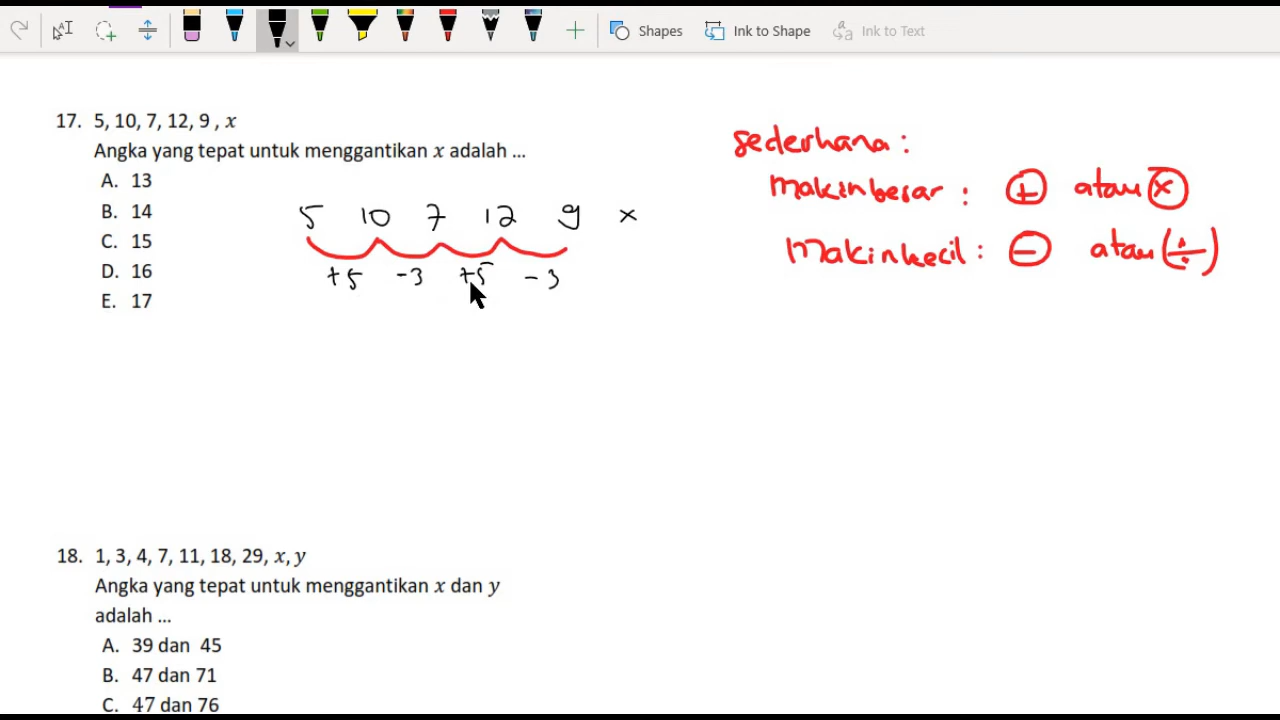 Shapes Ink to Shape Ink to Text
17. 5, 10, 7, 12, 9 , x
Angka yang tepat untuk menggantikan x adalah ...
A. 13
B. 14
C. 15
D. 16
E. 17
5 10 7 12 9 x
+5 -3 +5 -3
sederhana :
makin besar : + atau x
makin kecil : - atau ÷
18. 1, 3, 4, 7, 11, 18, 29, x, y
Angka yang tepat untuk menggantikan x dan y
adalah ...
A. 39 dan 45
B. 47 dan 71
C. 47 dan 76